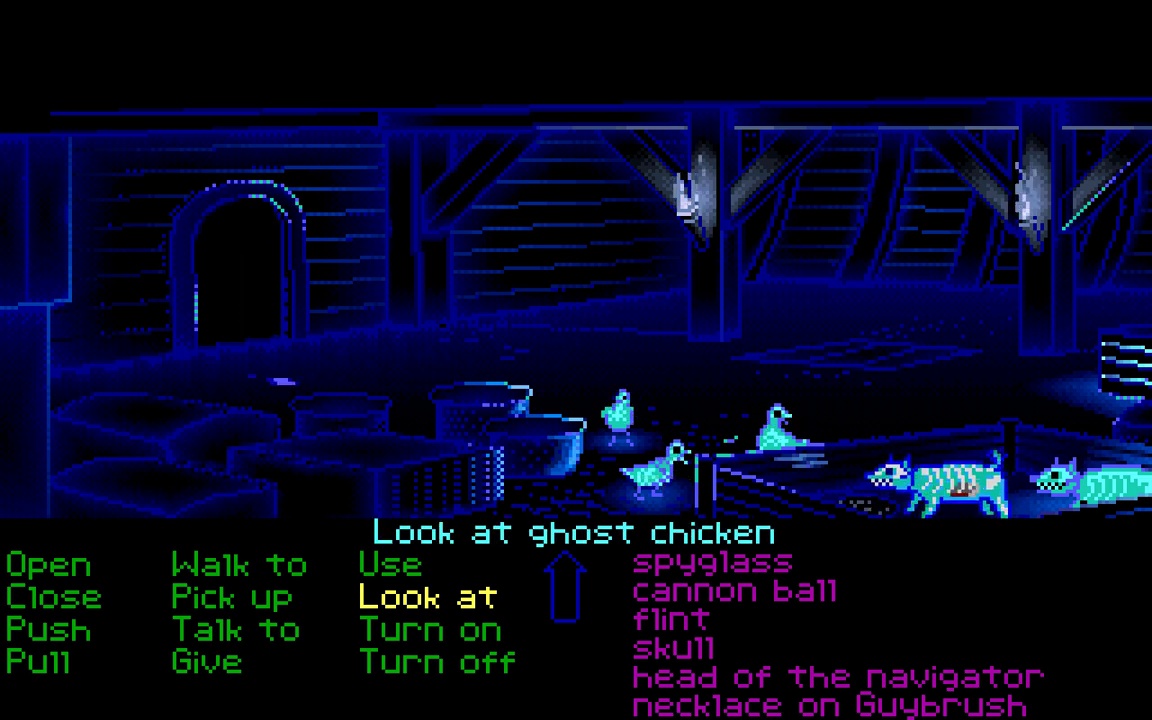 Look at ghost chicken
Open Walk to Use
Close Pick up Look at
Push Talk to Turn on
Pull Give Turn off
spyglass
cannon ball
flint
skull
head of the navigator
necklace on Guybrush